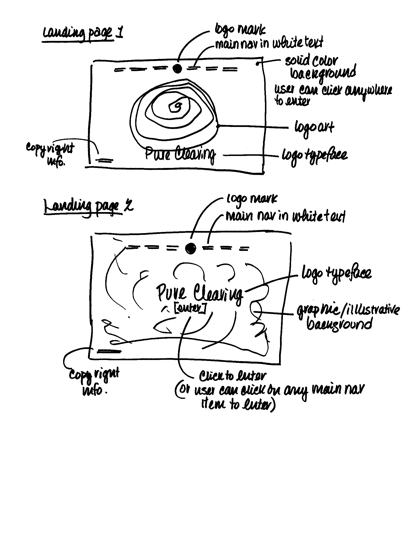 Landing page 1
logo mark
main nav in white text
solid color
background
user can click anywhere
to enter
logo art
Pure Clearing
logo typeface
copyright
info.
Landing page 2
logo mark
main nav in white text
logo typeface
Pure Clearing
[enter]
graphic/illustrative
background
copyright
info.
click to enter
(or user can click on any main nav
item to enter)